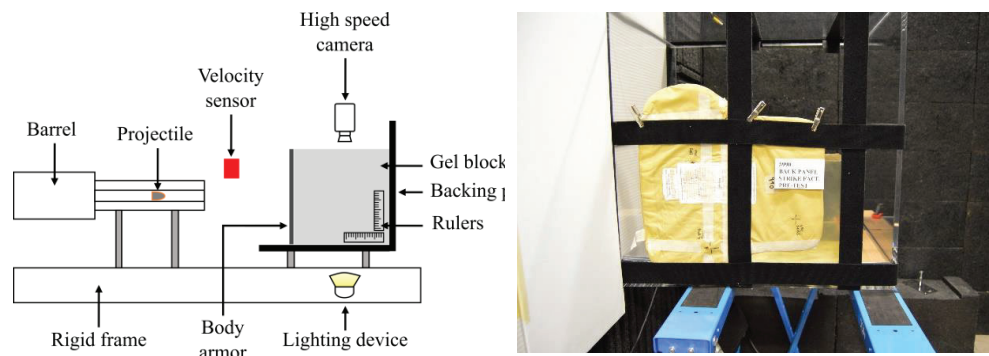 High speed
camera
Velocity
sensor
Barrel
Projectile
Gel block
Backing p
Rulers
Rigid frame
Body
armor
Lighting device
BACK PANEL
STRIKE FACE